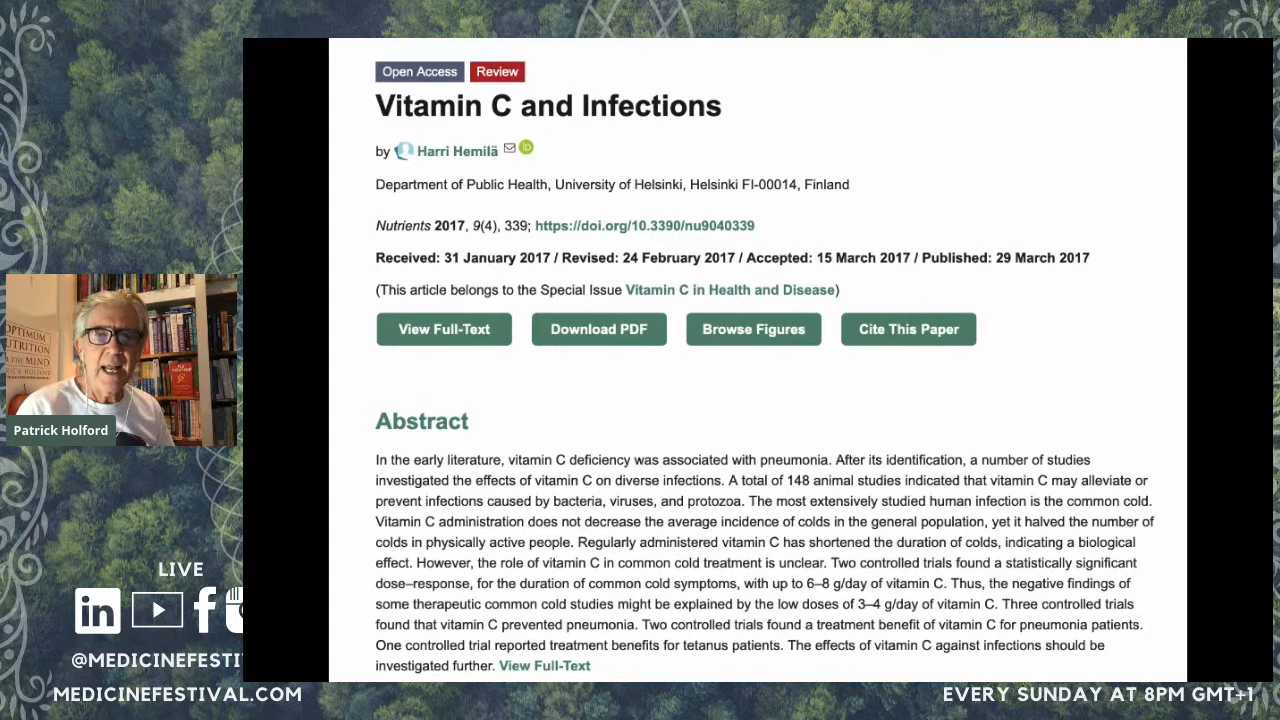 Open Access Review
Vitamin C and Infections
by Harri Hemilä iD
Department of Public Health, University of Helsinki, Helsinki FI-00014, Finland
Nutrients 2017, 9(4), 339; https://doi.org/10.3390/nu9040339
Received: 31 January 2017 / Revised: 24 February 2017 / Accepted: 15 March 2017 / Published: 29 March 2017
(This article belongs to the Special Issue Vitamin C in Health and Disease)
View Full-Text Download PDF Browse Figures Cite This Paper
Abstract
In the early literature, vitamin C deficiency was associated with pneumonia. After its identification, a number of studies
investigated the effects of vitamin C on diverse infections. A total of 148 animal studies indicated that vitamin C may alleviate or
prevent infections caused by bacteria, viruses, and protozoa. The most extensively studied human infection is the common cold.
Vitamin C administration does not decrease the average incidence of colds in the general population, yet it halved the number of
colds in physically active people. Regularly administered vitamin C has shortened the duration of colds, indicating a biological
effect. However, the role of vitamin C in common cold treatment is unclear. Two controlled trials found a statistically significant
dose–response, for the duration of common cold symptoms, with up to 6–8 g/day of vitamin C. Thus, the negative findings of
some therapeutic common cold studies might be explained by the low doses of 3–4 g/day of vitamin C. Three controlled trials
found that vitamin C prevented pneumonia. Two controlled trials found a treatment benefit of vitamin C for pneumonia patients.
One controlled trial reported treatment benefits for tetanus patients. The effects of vitamin C against infections should be
investigated further. View Full-Text
OPTIMUM
NUTRITION
THE MIND
Patrick Holford
LIVE
in f
@MEDICINEFESTI
MEDICINEFESTIVAL.COM
EVERY SUNDAY AT 8PM GMT+1